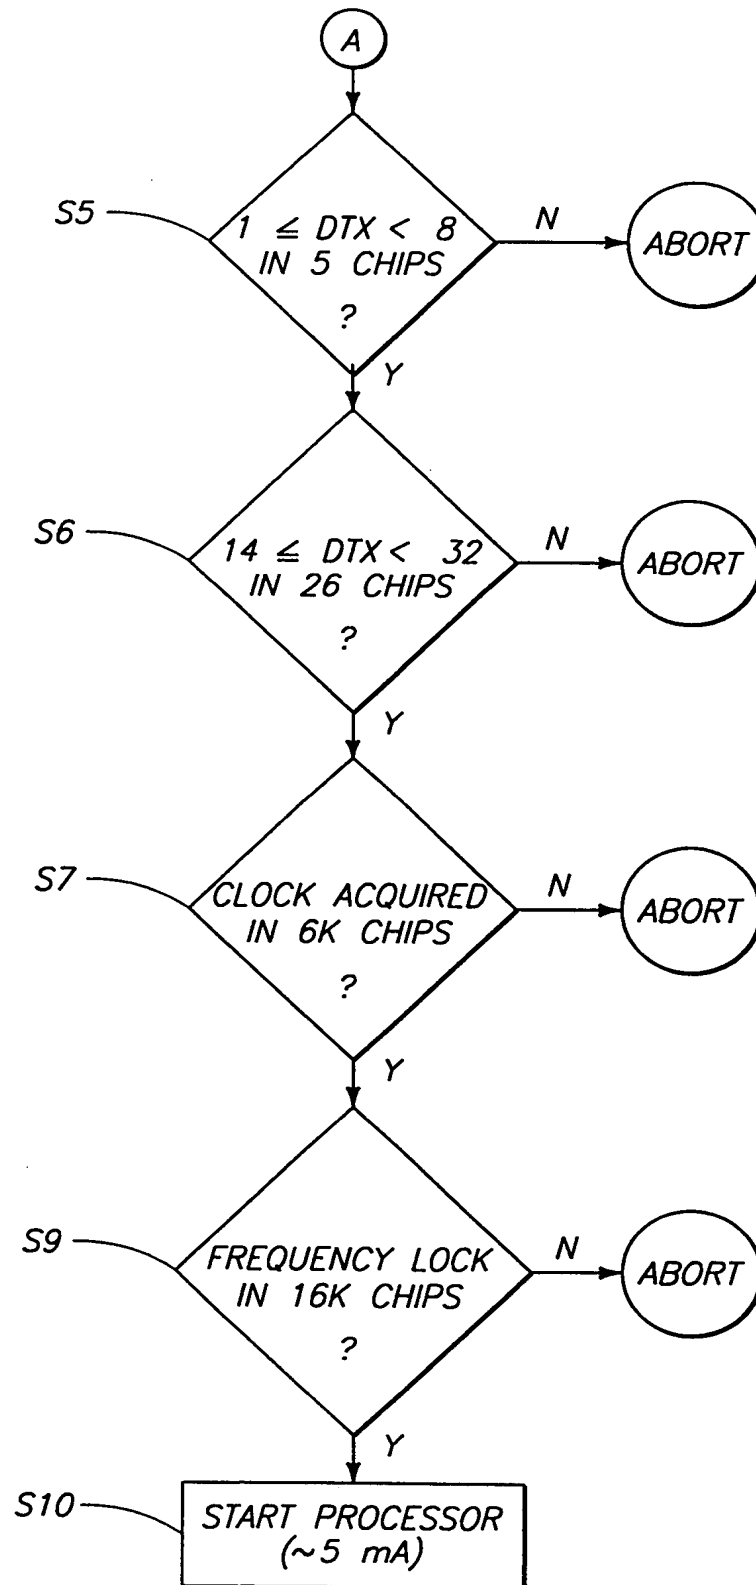 A
S5
1 ≤ DTX < 8
IN 5 CHIPS
?
N
ABORT
Y
S6
14 ≤ DTX < 32
IN 26 CHIPS
?
N
ABORT
Y
S7
CLOCK ACQUIRED
IN 6K CHIPS
?
N
ABORT
Y
S9
FREQUENCY LOCK
IN 16K CHIPS
?
N
ABORT
Y
S10
START PROCESSOR
(~5 mA)